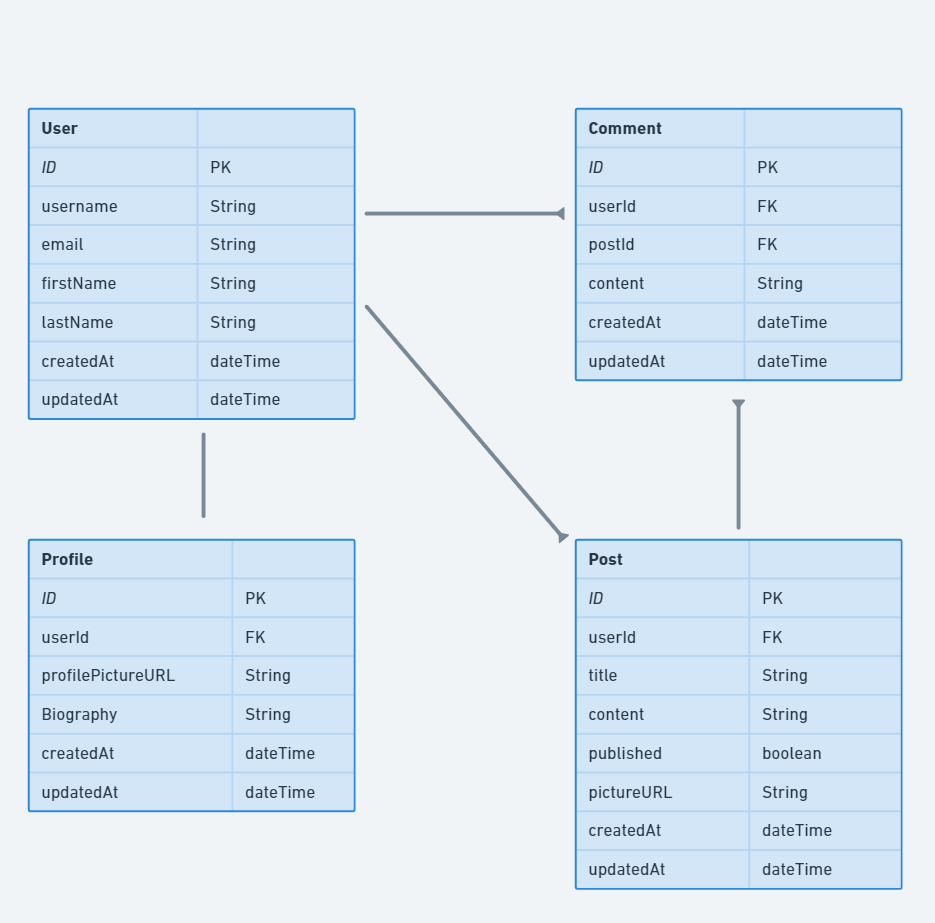 User
ID PK
username String
email String
firstName String
lastName String
createdAt dateTime
updatedAt dateTime
Comment
ID PK
userId FK
postId FK
content String
createdAt dateTime
updatedAt dateTime
Profile
ID PK
userId FK
profilePictureURL String
Biography String
createdAt dateTime
updatedAt dateTime
Post
ID PK
userId FK
title String
content String
published boolean
pictureURL String
createdAt dateTime
updatedAt dateTime